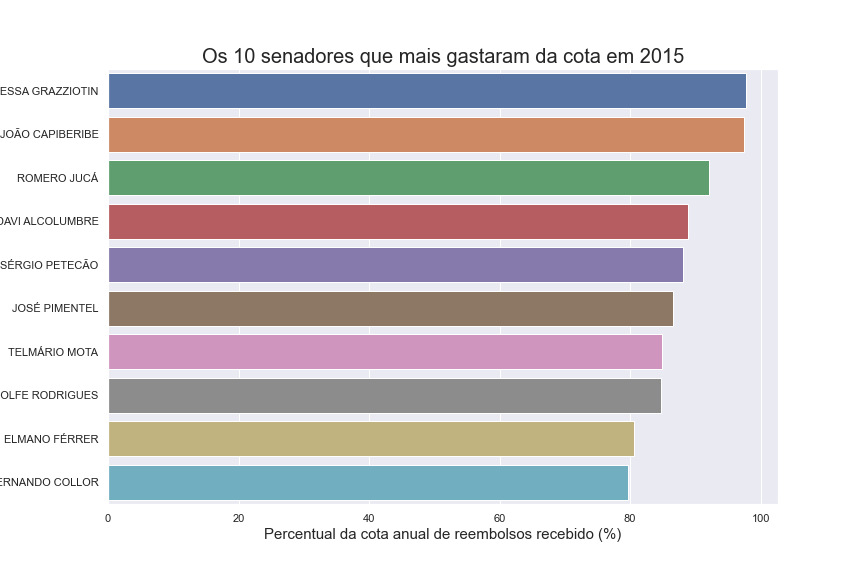 Os 10 senadores que mais gastaram da cota em 2015
ESSA GRAZZIOTIN
JOÃO CAPIBERIBE
ROMERO JUCÁ
DAVI ALCOLUMBRE
SÉRGIO PETECÃO
JOSÉ PIMENTEL
TELMÁRIO MOTA
OLFE RODRIGUES
ELMANO FÉRRER
ERNANDO COLLOR
0 20 40 60 80 100
Percentual da cota anual de reembolsos recebido (%)